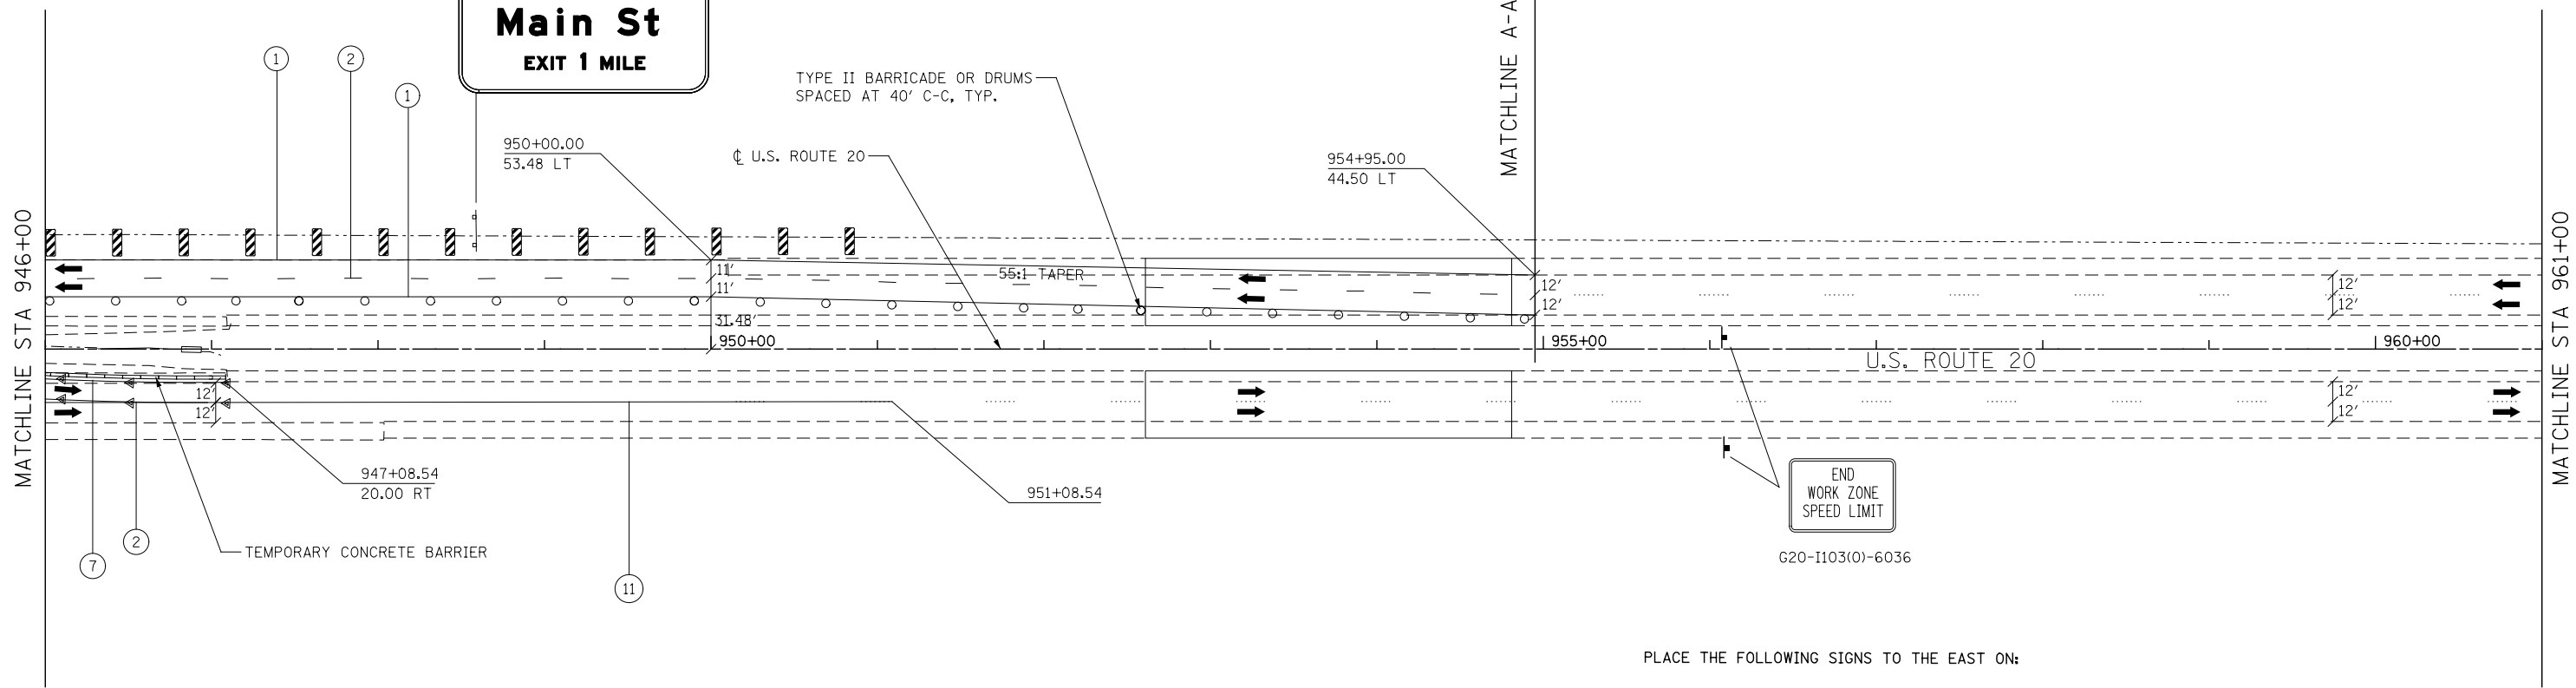 Main St
EXIT 1 MILE
MATCHLINE A-A
1
2
1
TYPE II BARRICADE OR DRUMS
SPACED AT 40' C-C, TYP.
950+00.00
53.48 LT
℄ U.S. ROUTE 20
954+95.00
44.50 LT
MATCHLINE STA 946+00
MATCHLINE STA 961+00
11'
11'
55:1 TAPER
12'
12'
12'
12'
31.48'
950+00
955+00
960+00
U.S. ROUTE 20
12'
12'
12'
12'
947+08.54
20.00 RT
951+08.54
END
WORK ZONE
SPEED LIMIT
G20-I103(O)-6036
TEMPORARY CONCRETE BARRIER
7
2
11
PLACE THE FOLLOWING SIGNS TO THE EAST ON: